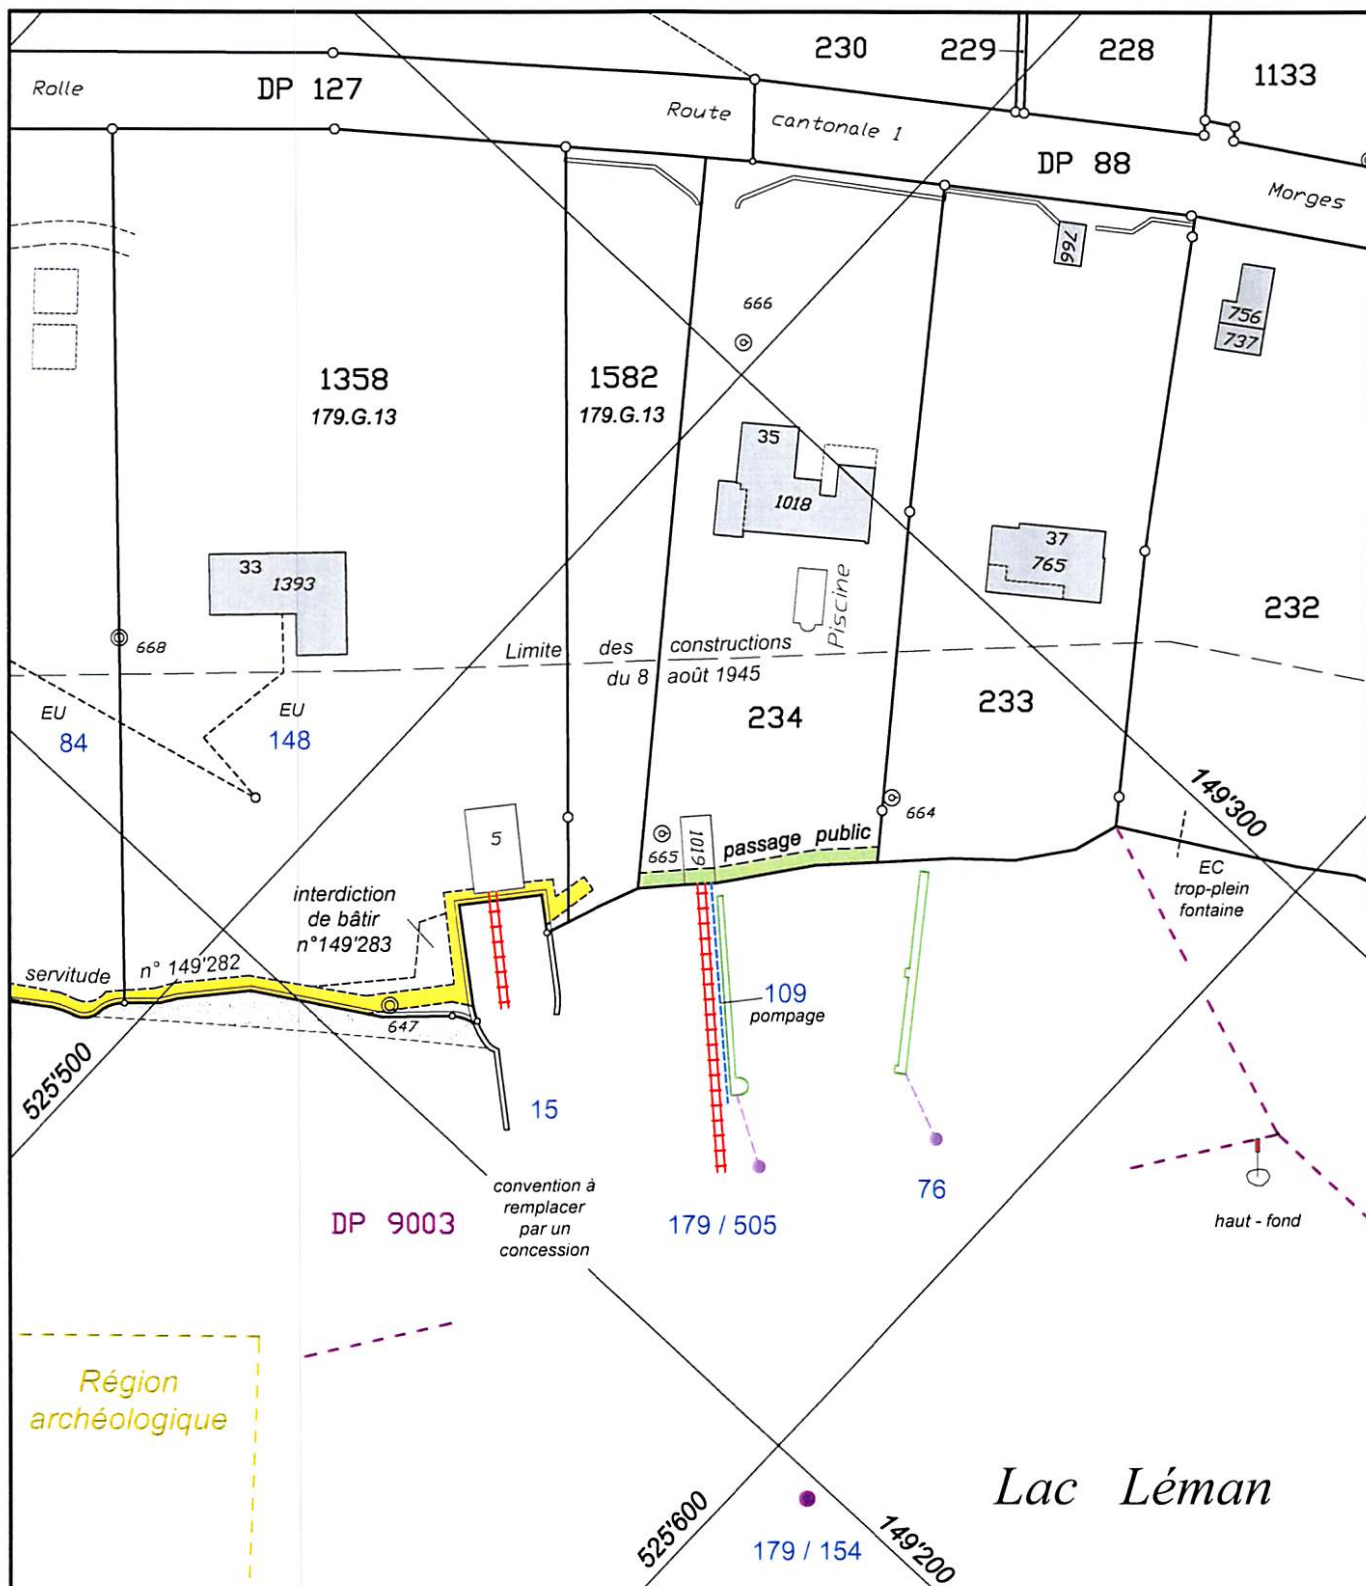 230
229
228
1133
Rolle
DP 127
Route cantonale 1
DP 88
Morges
766
666
756
737
1358
179.G.13
1582
179.G.13
35
1018
33
1393
37
765
Piscine
232
668
Limite des constructions
du 8 août 1945
EU
84
EU
148
234
233
149'300
5
665
1019
passage public
664
EC
trop-plein
fontaine
interdiction
de bâtir
n°149'283
servitude n° 149'282
647
109
pompage
525'500
15
convention à
remplacer
par un
concession
DP 9003
179 / 505
76
haut - fond
Région
archéologique
Lac Léman
525'600
179 / 154
149'200